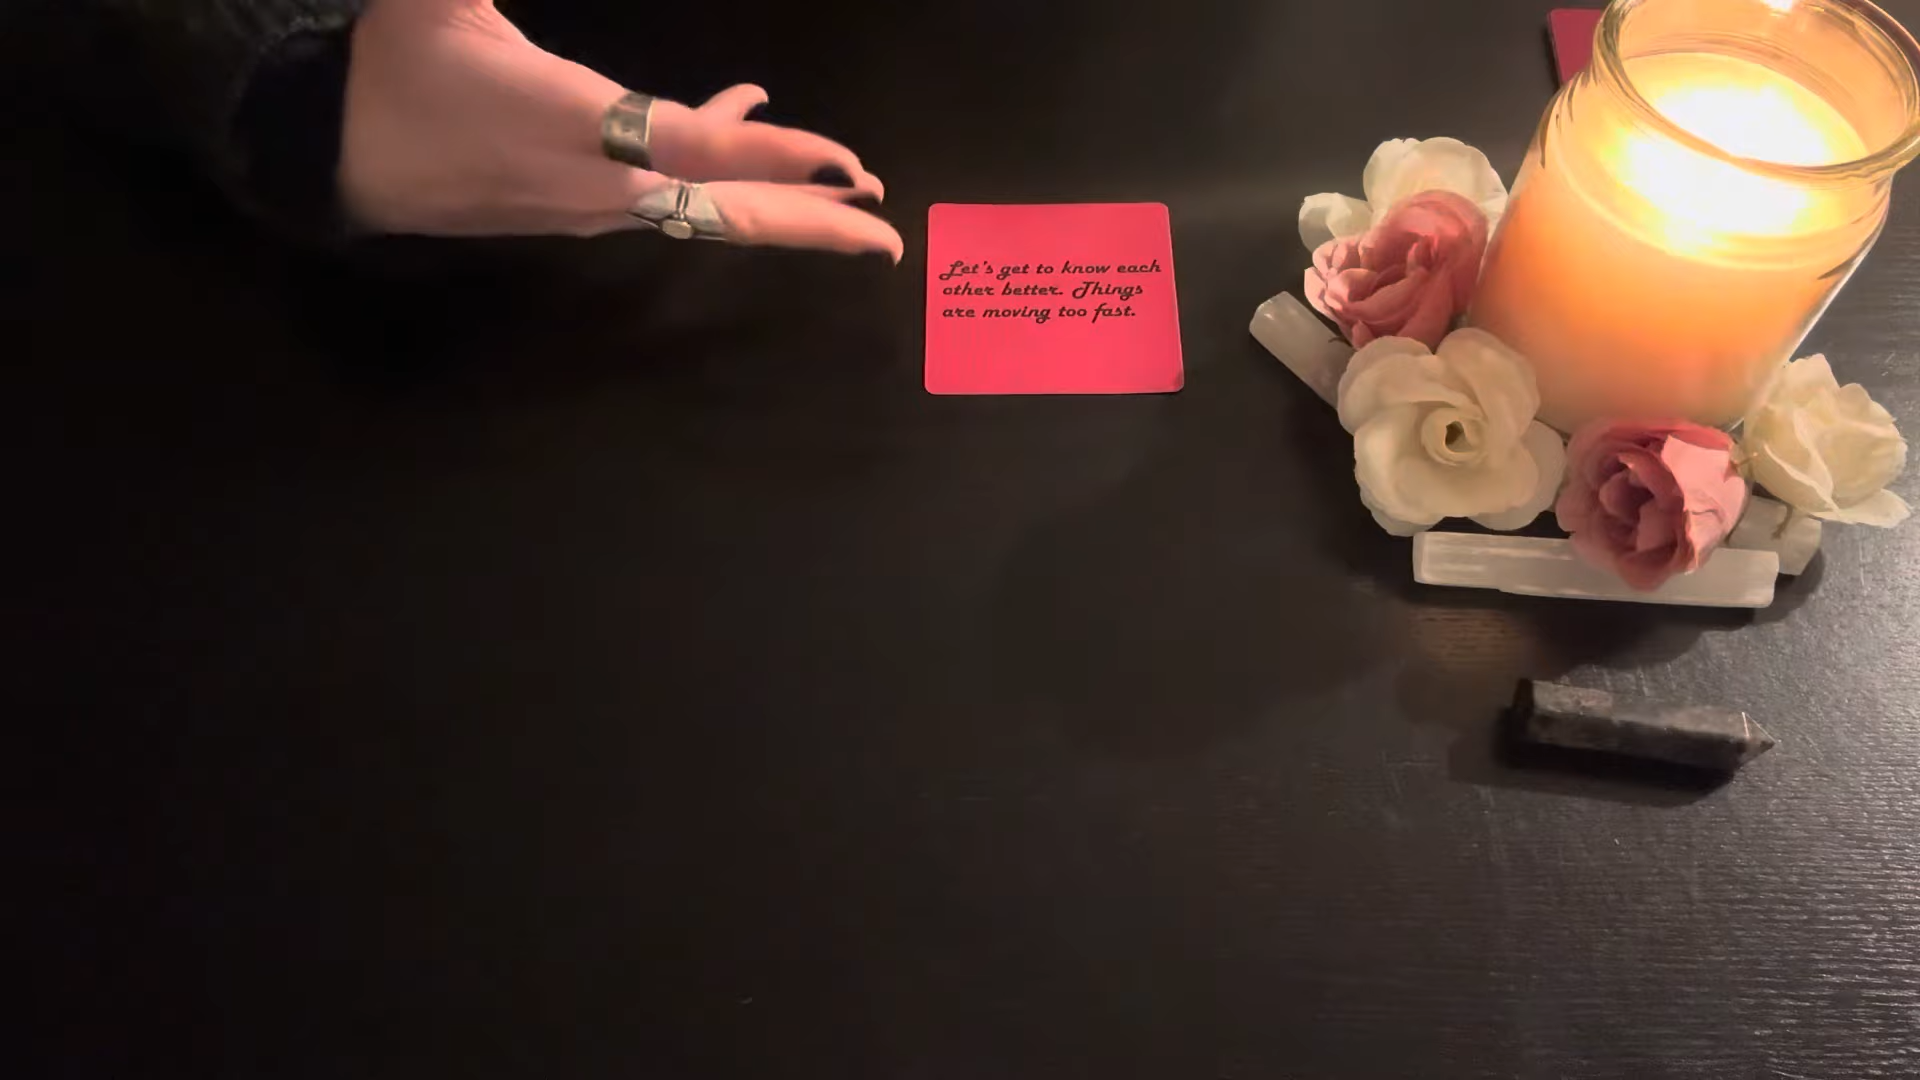 Let's get to know each
other better. Things
are moving too fast.